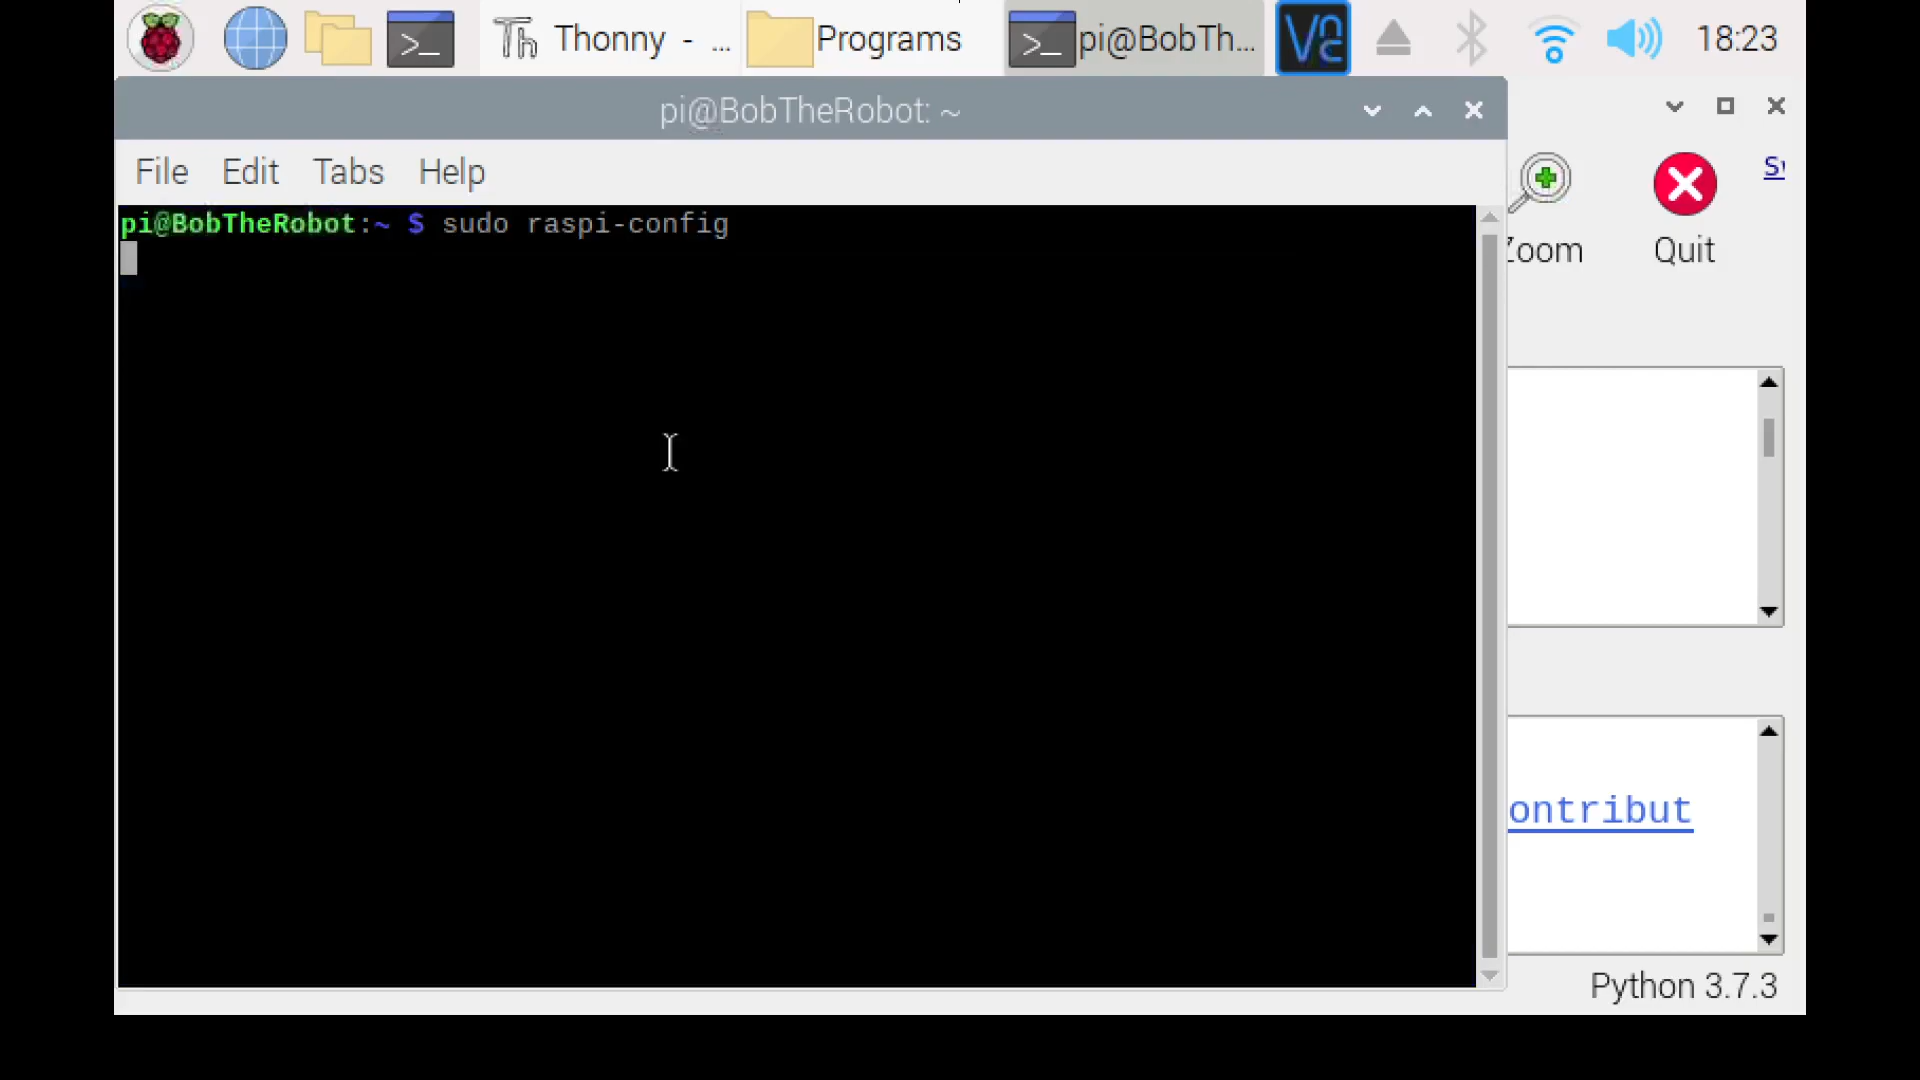 Thonny - ...
Programs
pi@BobTh...
18:23
pi@BobTheRobot: ~
File Edit Tabs Help
pi@BobTheRobot:~ $ sudo raspi-config
Zoom
Quit
ontribut
Python 3.7.3